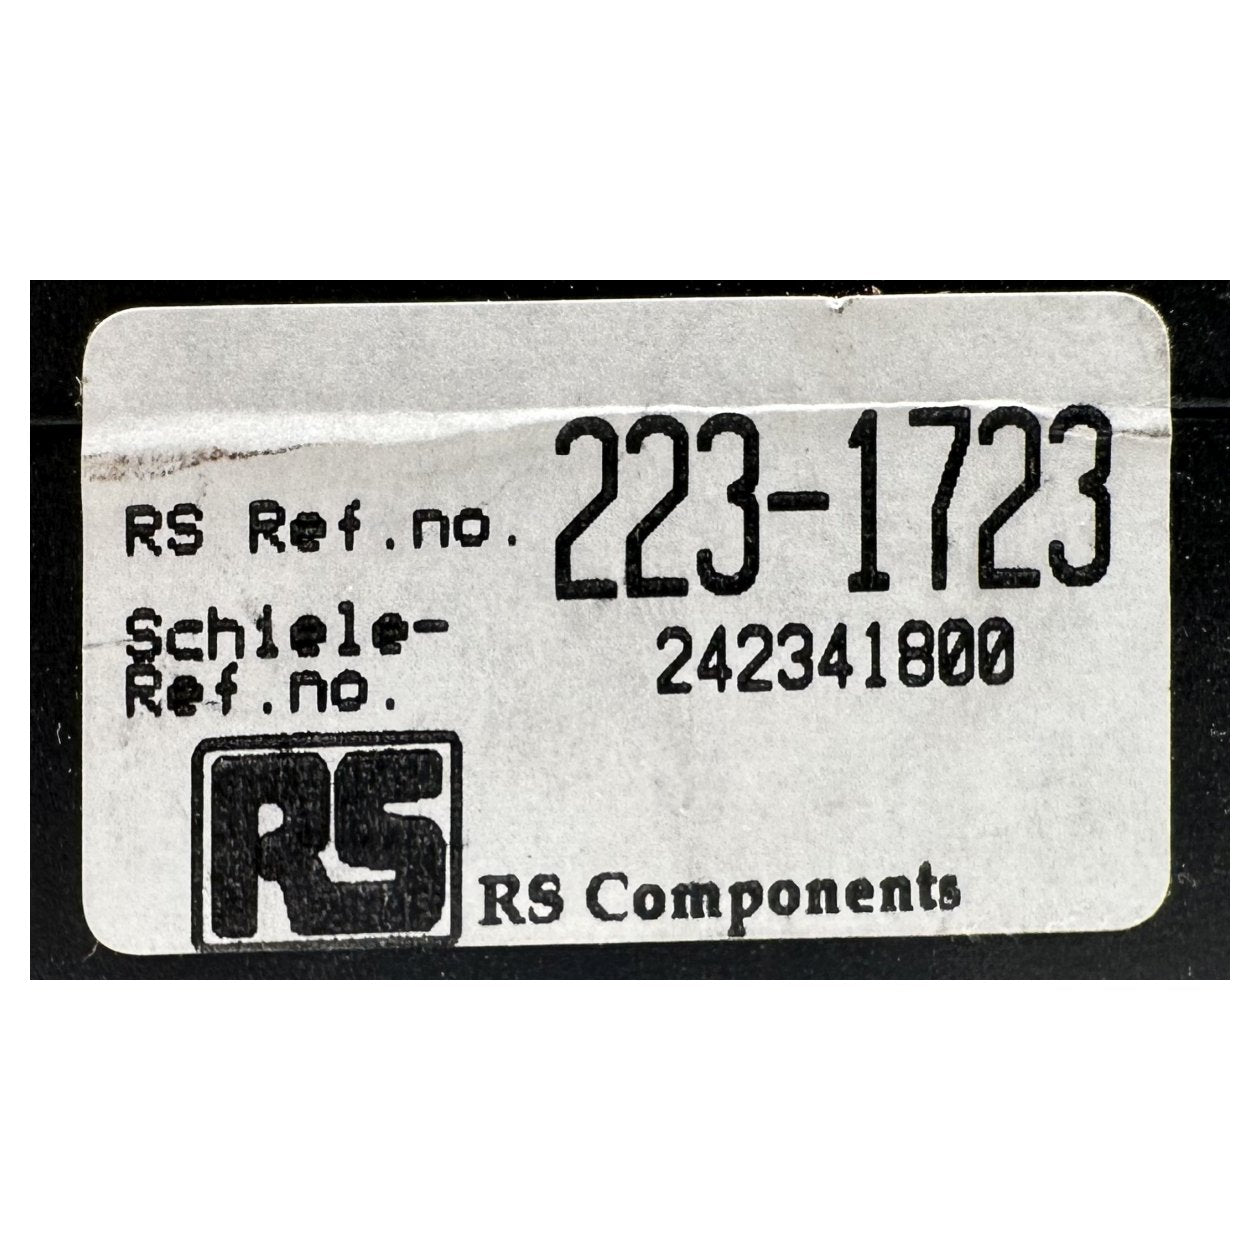 RS Ref.no. 223-1723
Schiele-
Ref.no. 242341800
RS
RS Components